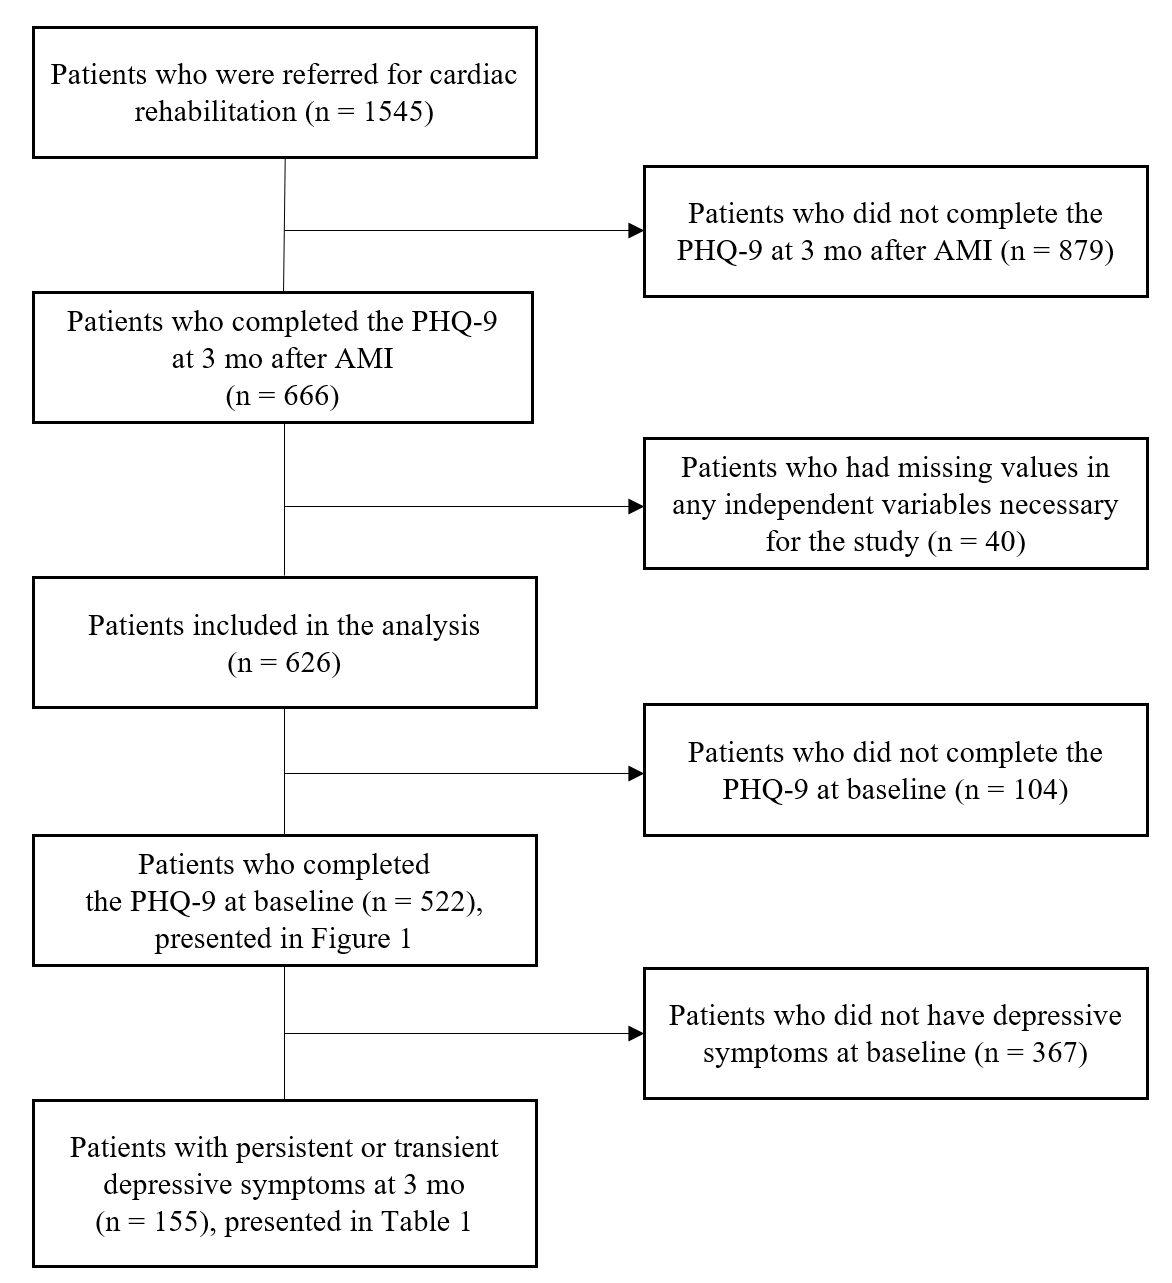 Patients who were referred for cardiac
rehabilitation (n = 1545)
Patients who did not complete the
PHQ-9 at 3 mo after AMI (n = 879)
Patients who completed the PHQ-9
at 3 mo after AMI
(n = 666)
Patients who had missing values in
any independent variables necessary
for the study (n = 40)
Patients included in the analysis
(n = 626)
Patients who did not complete the
PHQ-9 at baseline (n = 104)
Patients who completed
the PHQ-9 at baseline (n = 522),
presented in Figure 1
Patients who did not have depressive
symptoms at baseline (n = 367)
Patients with persistent or transient
depressive symptoms at 3 mo
(n = 155), presented in Table 1